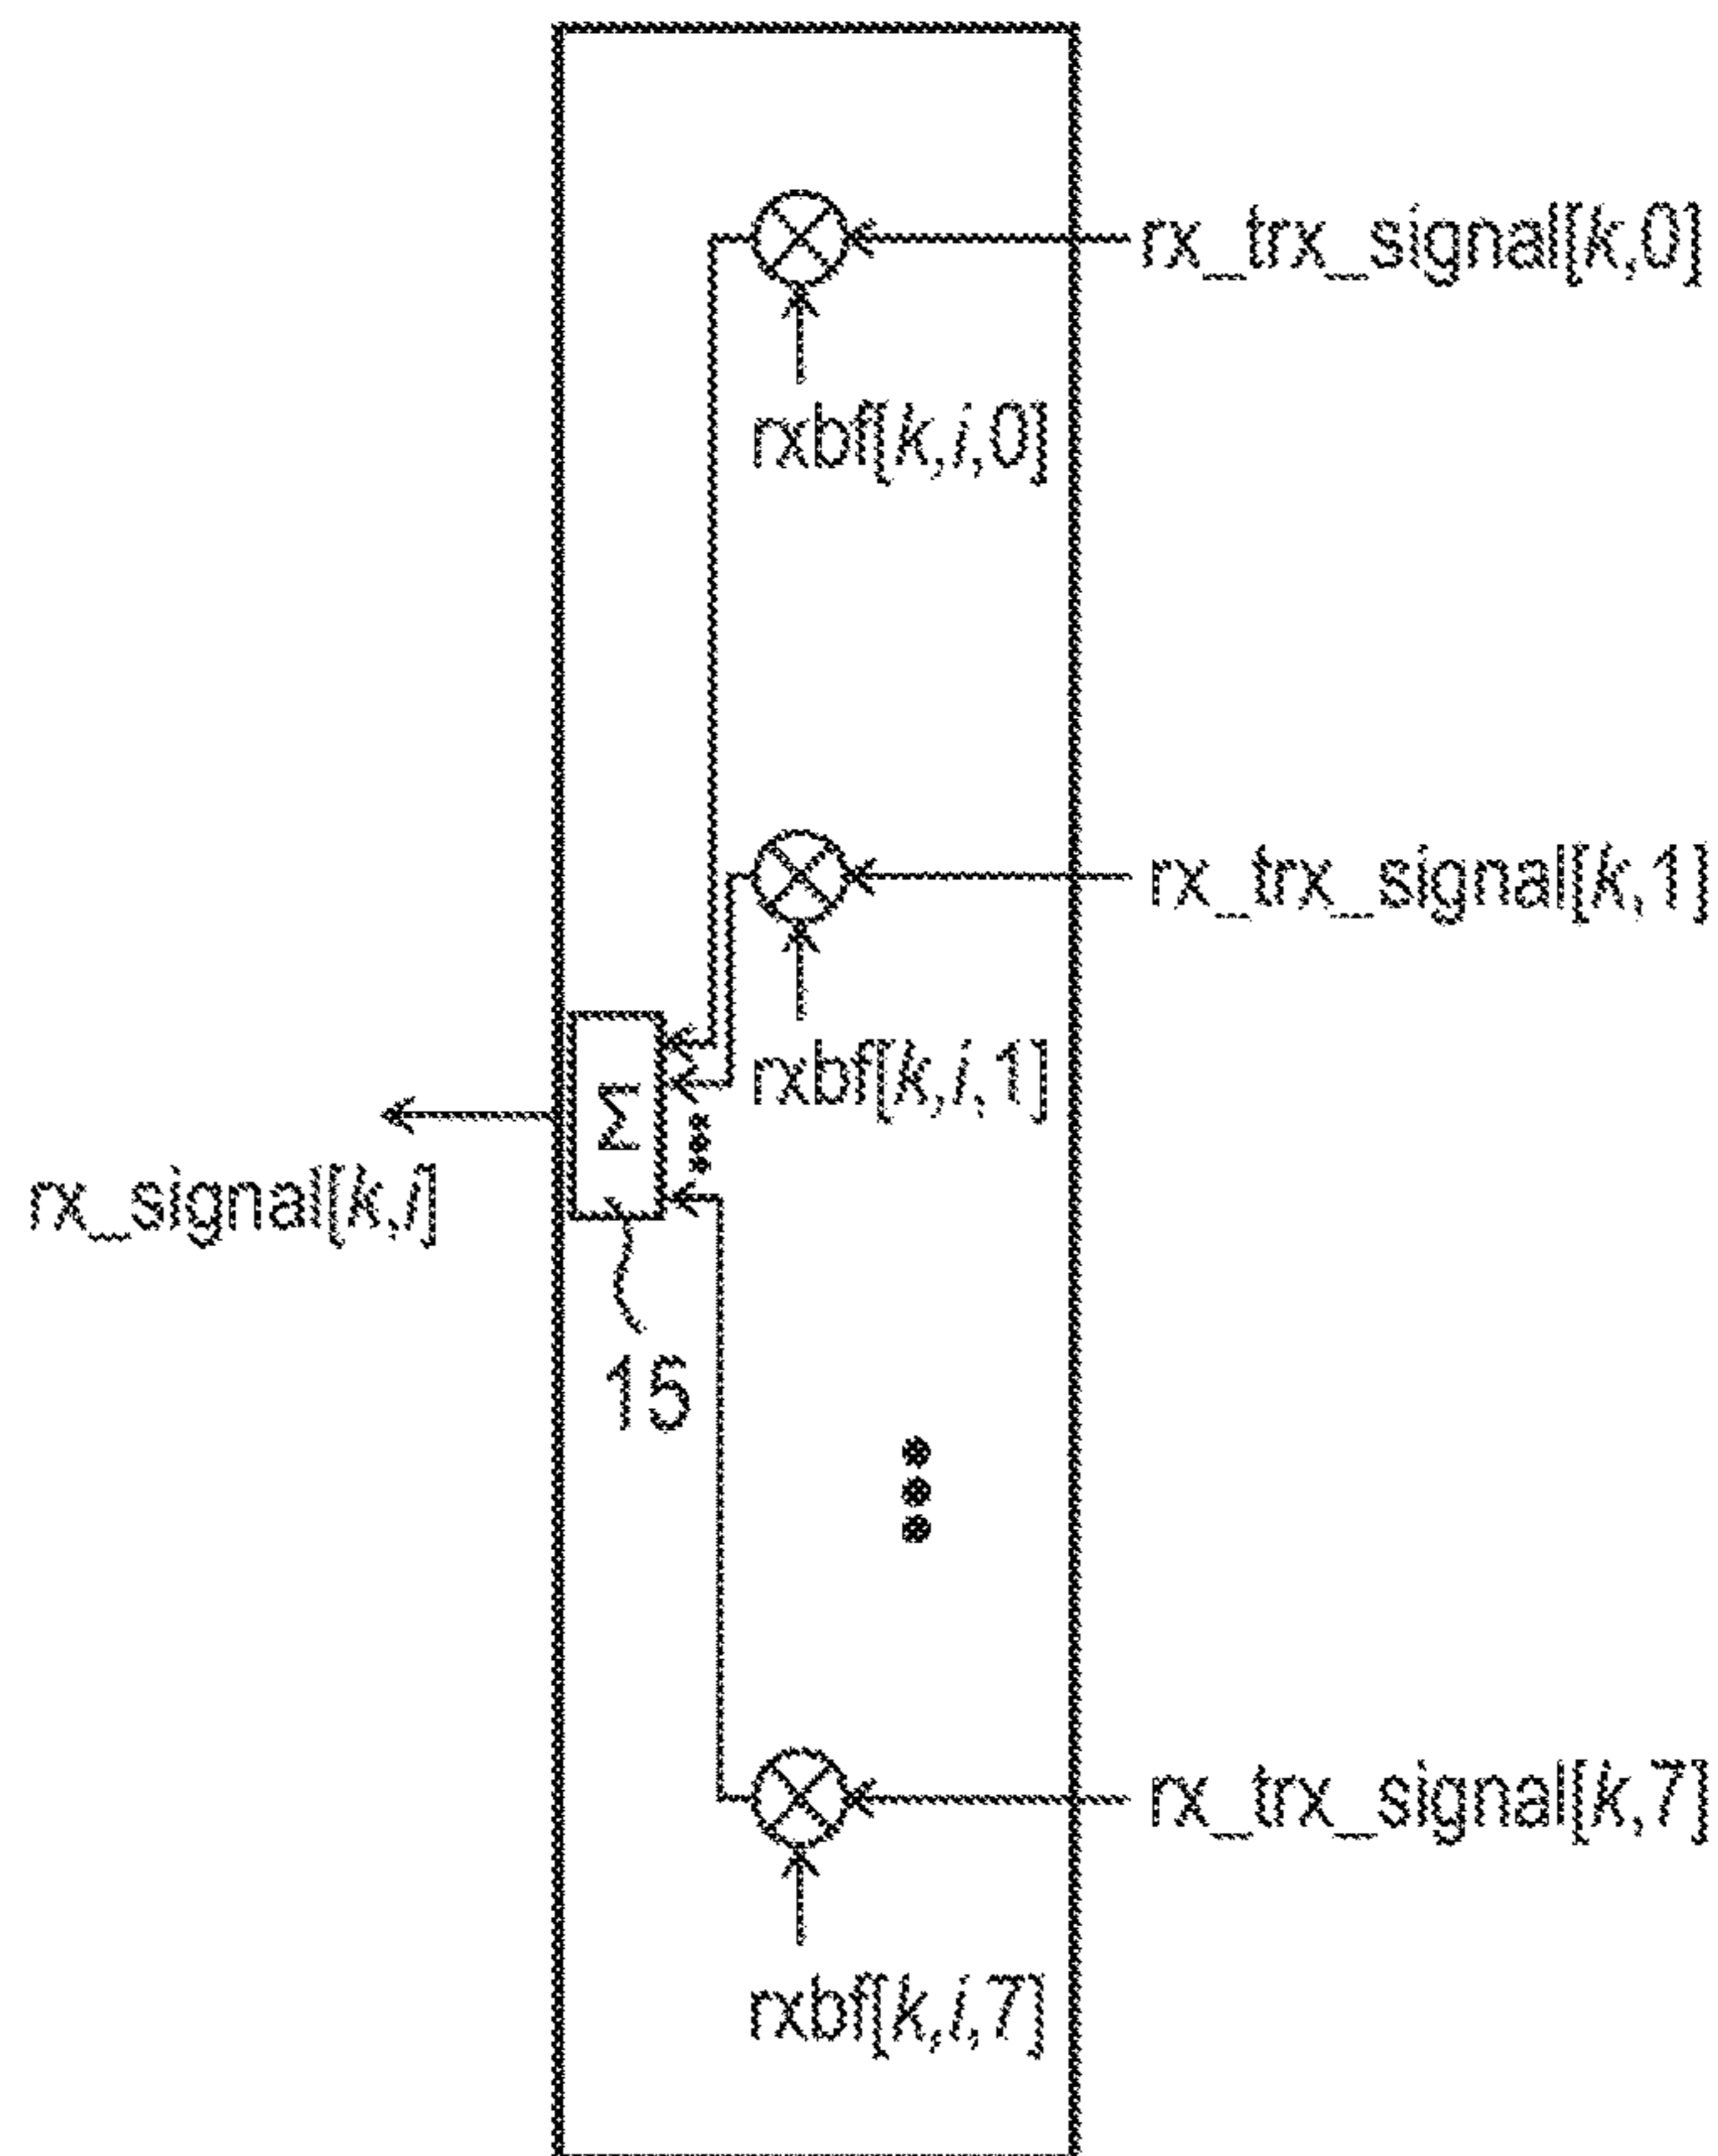 rx_trx_signal[k,0]
rxbf[k,i,0]
rx_trx_signal[k,1]
rxbf[k,i,1]
Σ
rx_signal[k,i]
15
rx_trx_signal[k,7]
rxbf[k,i,7]